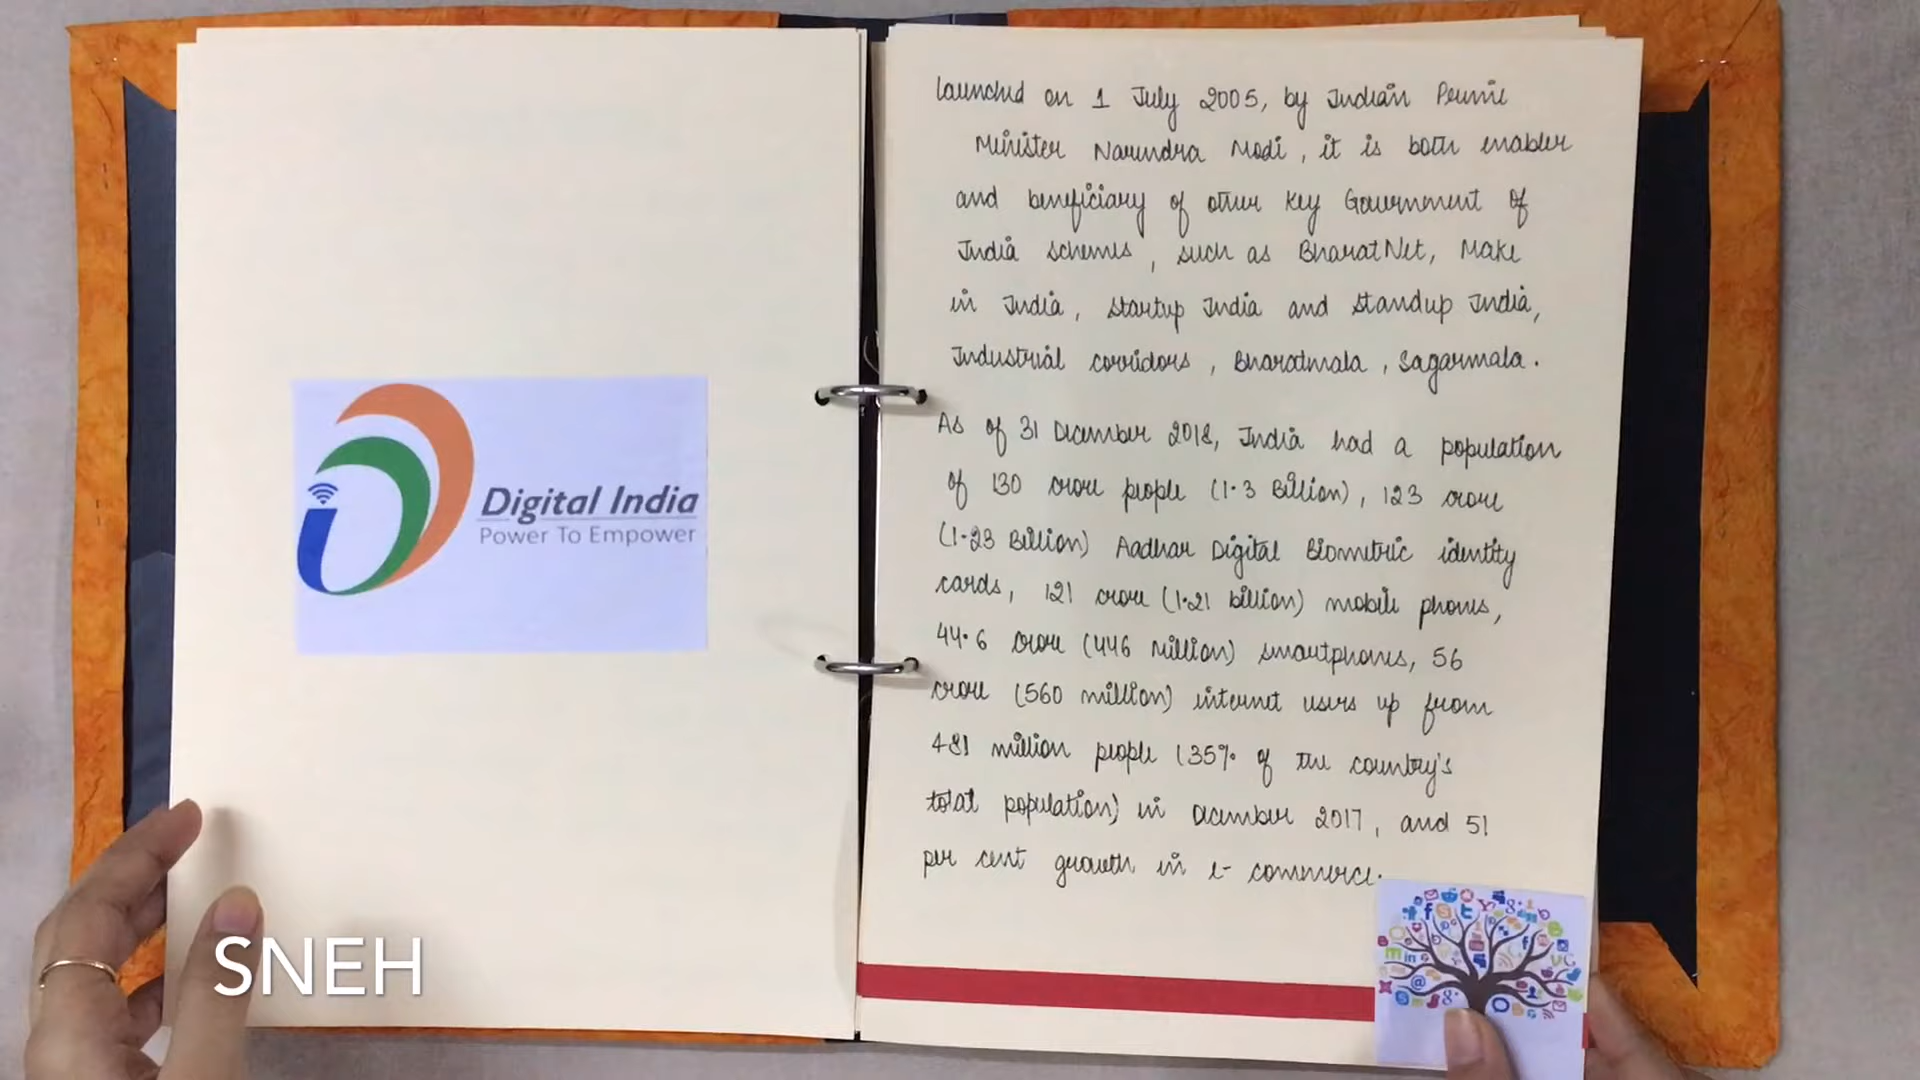 Digital India
Power To Empower
SNEH
Launched on 1 July 2005, by Indian Prime
Minister Narendra Modi, it is both enabler
and beneficiary of other key Government of
India schemes, such as BharatNet, Make
in India, Startup India and Standup India,
Industrial corridors, Bharatmala, Sagarmala.
As of 31 December 2018, India had a population
of 130 crore people (1.3 Billion), 123 crore
(1.23 Billion) Aadhar Digital Biometric identity
cards, 121 crore (1.21 billion) mobile phones,
44.6 crore (446 Million) smartphones, 56
crore (560 million) internet users up from
481 million people (35% of the country's
total population) in December 2017, and 51
per cent growth in e-commerce.